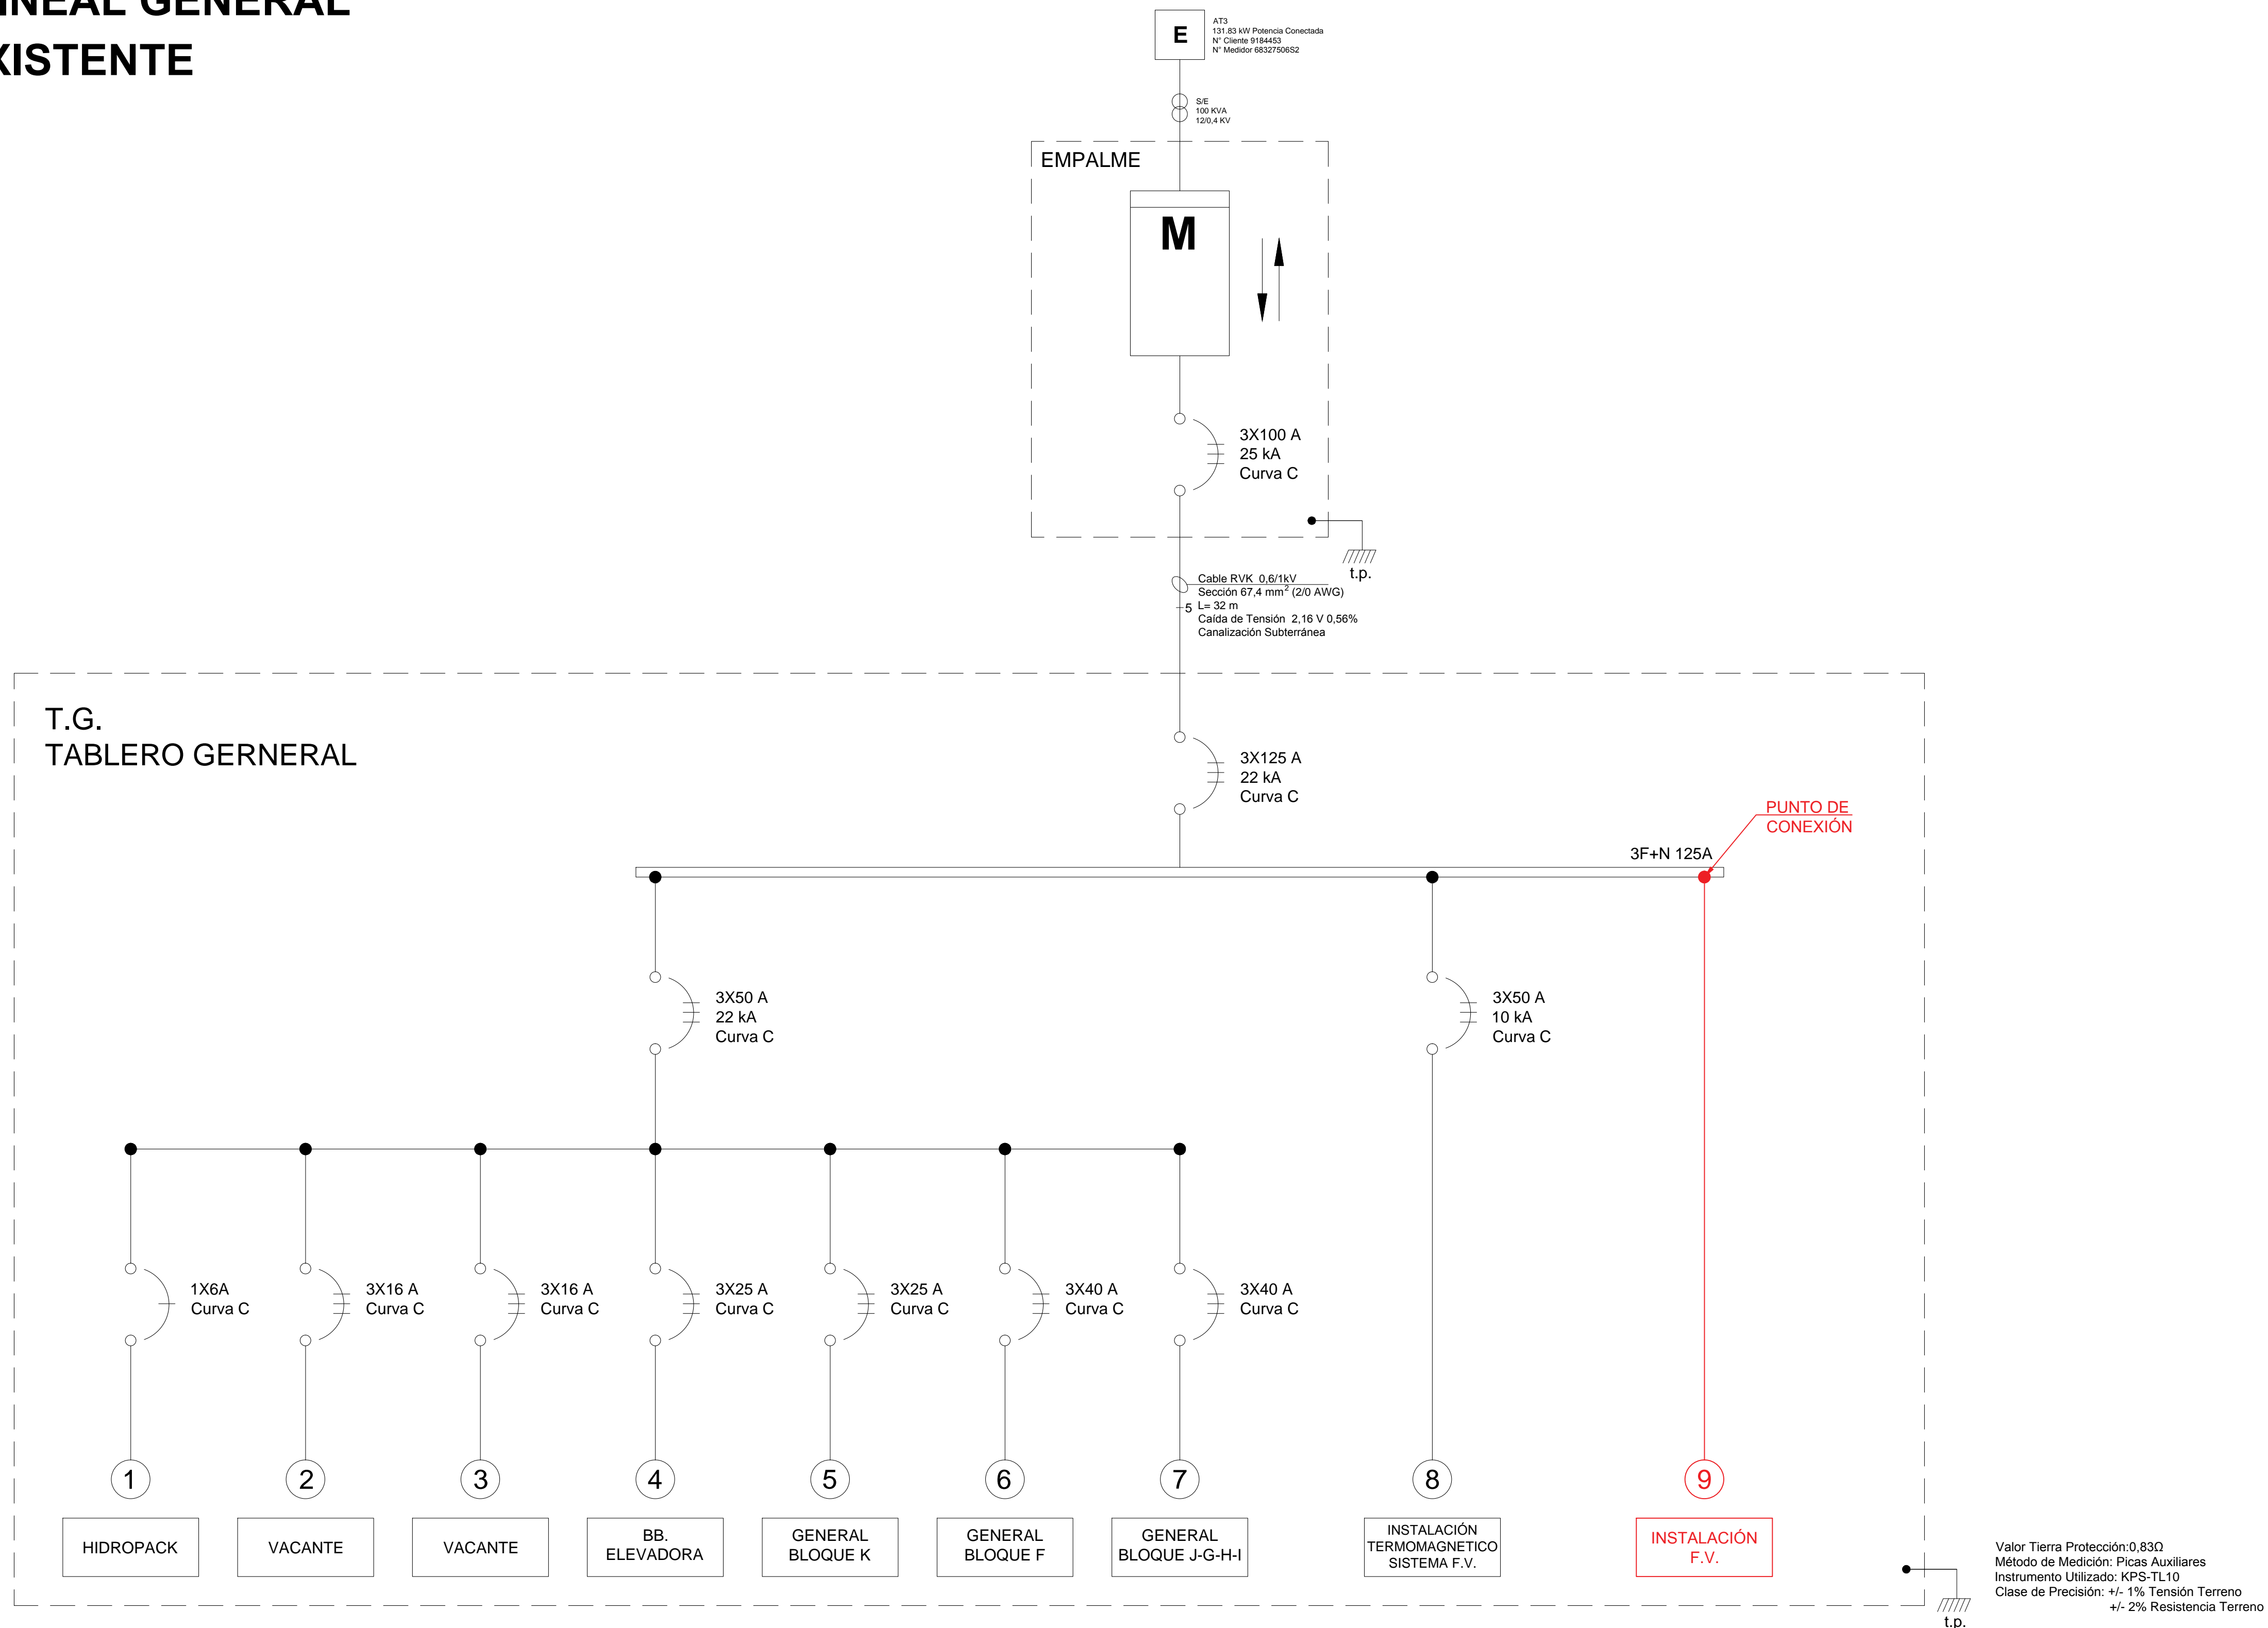 INEAL GENERAL
XISTENTE
E
AT3
131.83 kW Potencia Conectada
N° Cliente 9184453
N° Medidor 68327506S2
S/E
100 KVA
12/0,4 KV
EMPALME
M
3X100 A
25 kA
Curva C
t.p.
Cable RVK 0,6/1kV
Sección 67,4 mm² (2/0 AWG)
5 L= 32 m
Caída de Tensión 2,16 V 0,56%
Canalización Subterránea
T.G.
TABLERO GERNERAL
3X125 A
22 kA
Curva C
PUNTO DE
CONEXIÓN
3F+N 125A
3X50 A
22 kA
Curva C
3X50 A
10 kA
Curva C
1X6A
Curva C
3X16 A
Curva C
3X16 A
Curva C
3X25 A
Curva C
3X25 A
Curva C
3X40 A
Curva C
3X40 A
Curva C
1
2
3
4
5
6
7
8
9
HIDROPACK
VACANTE
VACANTE
BB.
ELEVADORA
GENERAL
BLOQUE K
GENERAL
BLOQUE F
GENERAL
BLOQUE J-G-H-I
INSTALACIÓN
TERMOMAGNETICO
SISTEMA F.V.
INSTALACIÓN
F.V.
Valor Tierra Protección:0,83Ω
Método de Medición: Picas Auxiliares
Instrumento Utilizado: KPS-TL10
Clase de Precisión: +/- 1% Tensión Terreno
+/- 2% Resistencia Terreno
t.p.